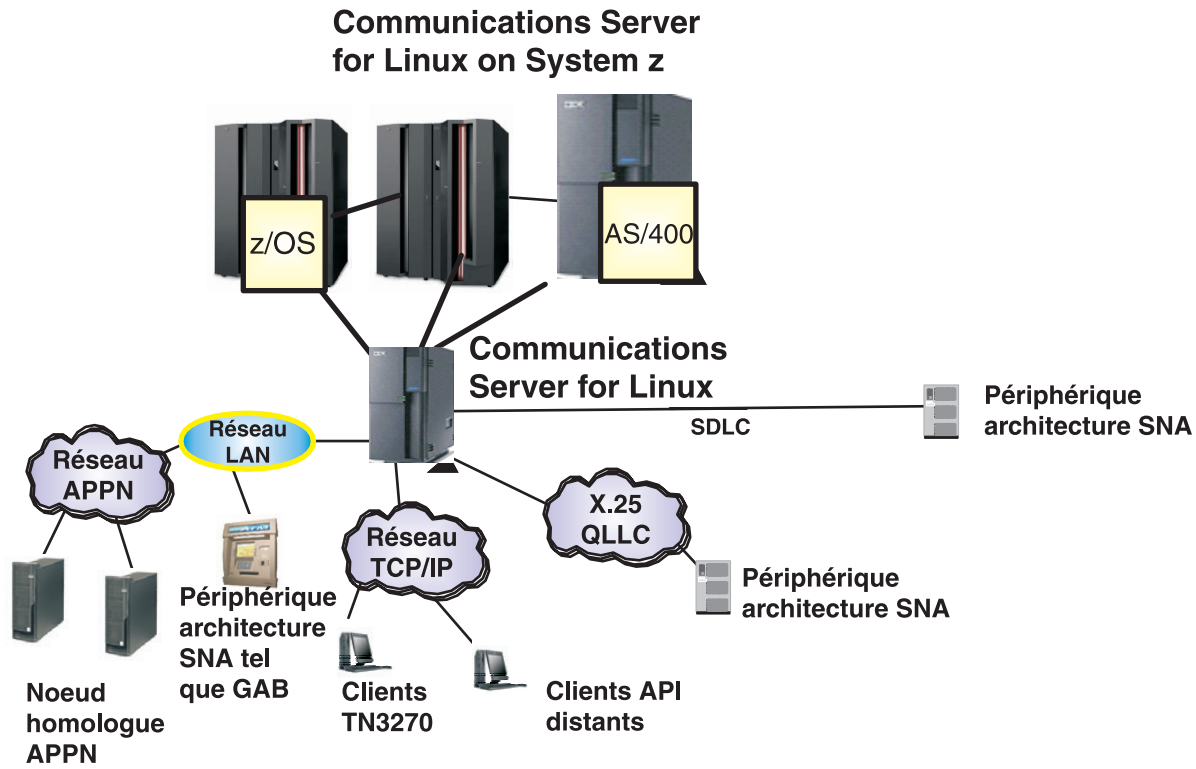 Communications Server
for Linux on System z
z/OS
AS/400
Communications
Server for Linux
SDLC
Périphérique
architecture SNA
Réseau
LAN
Réseau
APPN
X.25
QLLC
Réseau
TCP/IP
Périphérique
architecture SNA
Périphérique
architecture
SNA tel
que GAB
Noeud
homologue
APPN
Clients
TN3270
Clients API
distants